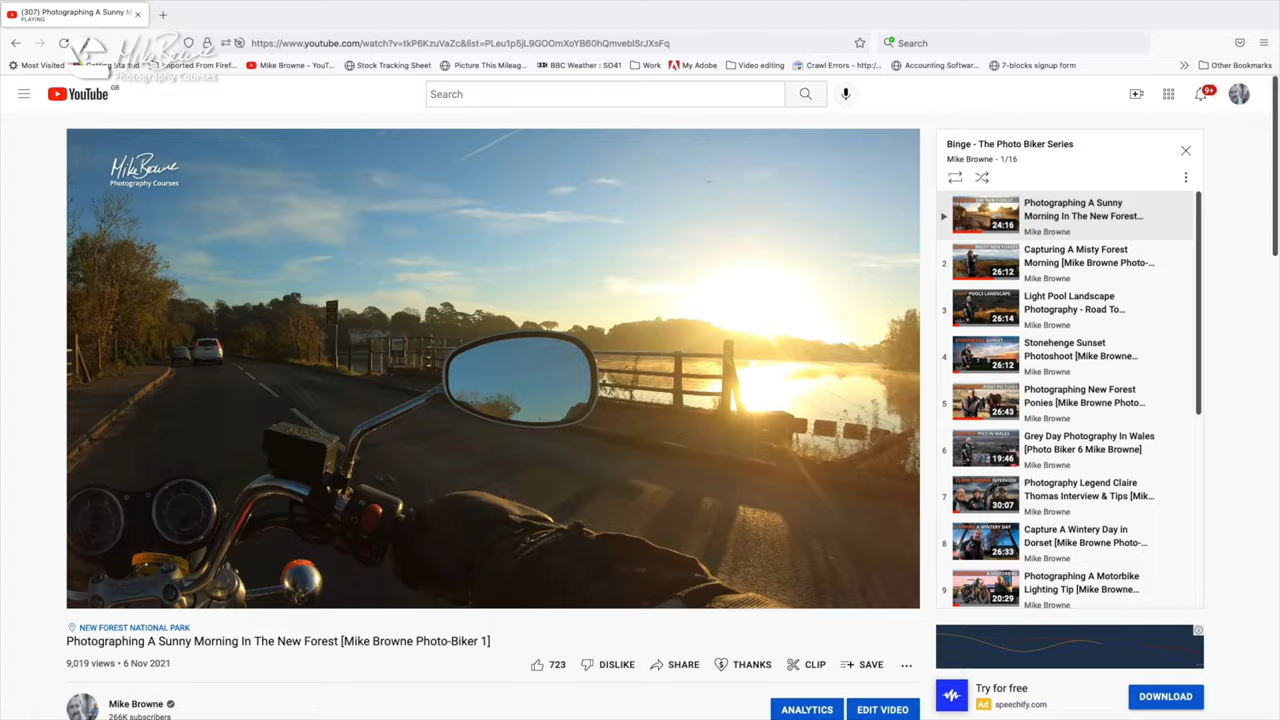 (307) Photographing A Sunny M
PLAYING
https://www.youtube.com/watch?v=tkP6KzuVaZc&list=PLeu1p5jL9GOOmXoYB60hQmvebISrJXsFq
Search
Mike Browne
Photography Courses
Most Visited
Getting Started
Imported From Firef...
Mike Browne - YouT...
Stock Tracking Sheet
Picture This Mileag...
BBC Weather : SO41
Work
My Adobe
Video editing
Crawl Errors - http:/...
Accounting Softwar...
7-blocks signup form
Other Bookmarks
YouTube GB
Search
9+
Mike Browne
Photography Courses
Binge - The Photo Biker Series
Mike Browne - 1/16
Photographing A Sunny
Morning In The New Forest...
24:16
Mike Browne
2
Capturing A Misty Forest
Morning [Mike Browne Photo-...
26:12
Mike Browne
3
Light Pool Landscape
Photography - Road To...
26:14
Mike Browne
4
Stonehenge Sunset
Photoshoot [Mike Browne...
26:12
Mike Browne
5
Photographing New Forest
Ponies [Mike Browne Photo...
26:43
Mike Browne
6
Grey Day Photography In Wales
[Photo Biker 6 Mike Browne]
19:46
Mike Browne
7
Photography Legend Claire
Thomas Interview & Tips [Mik...
30:07
Mike Browne
8
Capture A Wintery Day in
Dorset [Mike Browne Photo-...
26:33
Mike Browne
9
Photographing A Motorbike
Lighting Tip [Mike Browne...
20:29
Mike Browne
NEW FOREST NATIONAL PARK
Photographing A Sunny Morning In The New Forest [Mike Browne Photo-Biker 1]
9,019 views • 6 Nov 2021
723
DISLIKE
SHARE
THANKS
CLIP
SAVE
Mike Browne
266K subscribers
ANALYTICS
EDIT VIDEO
Try for free
Ad speechify.com
DOWNLOAD